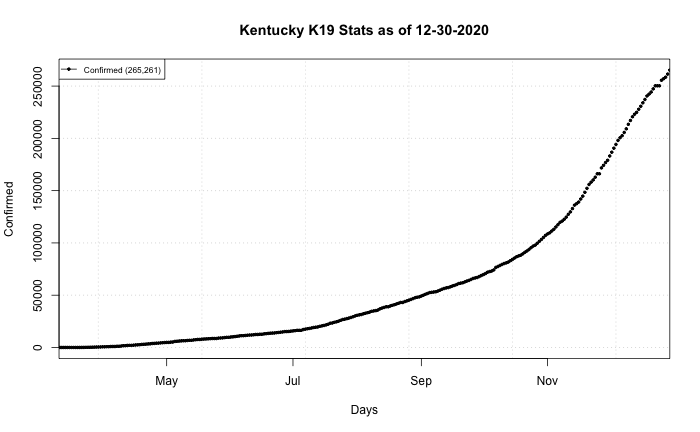 Kentucky K19 Stats as of 12-30-2020
Confirmed (265,261)
250000
200000
150000
100000
50000
0
Confirmed
May Jul Sep Nov
Days